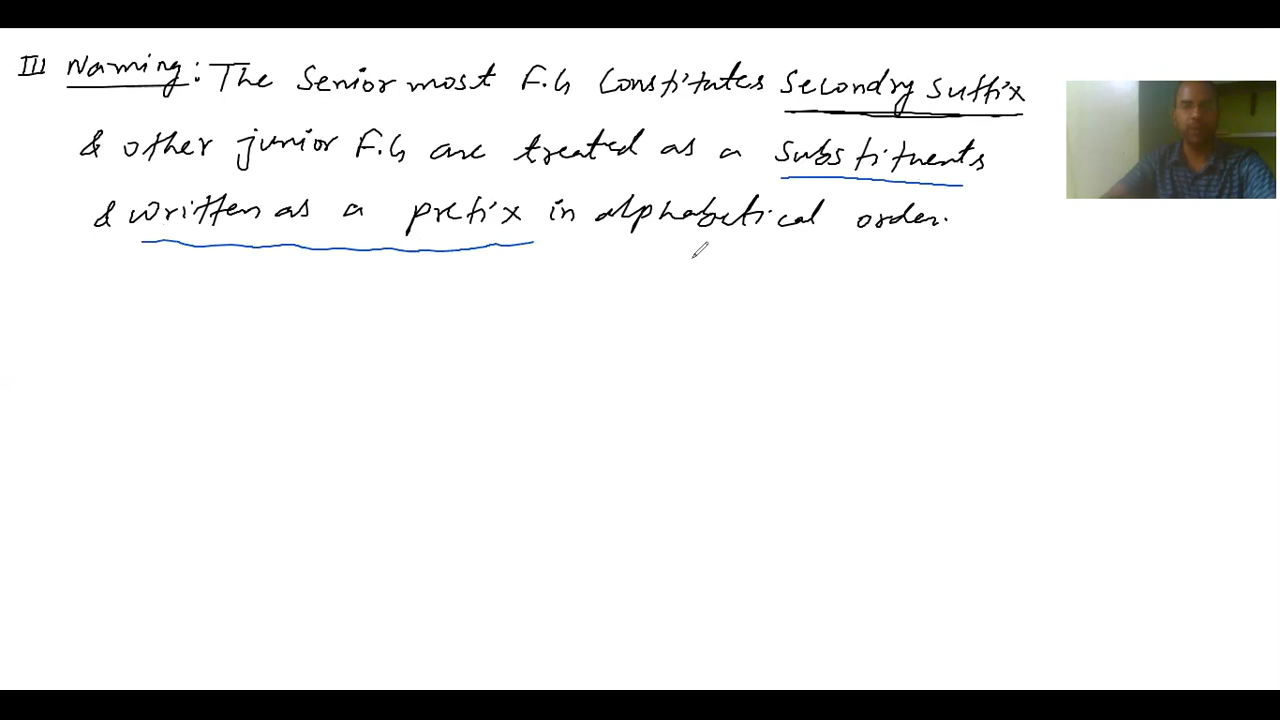 III Naming: The Senior most F.G Constitutes Secondry Suffix
& other junior F.G are treated as a Substituents
& written as a prefix in alphabetical order.